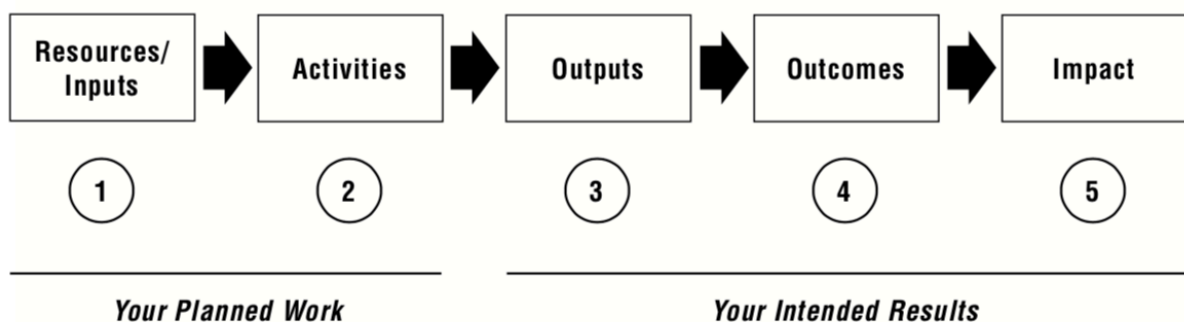 Resources/
Inputs
Activities
Outputs
Outcomes
Impact
1
2
3
4
5
Your Planned Work
Your Intended Results